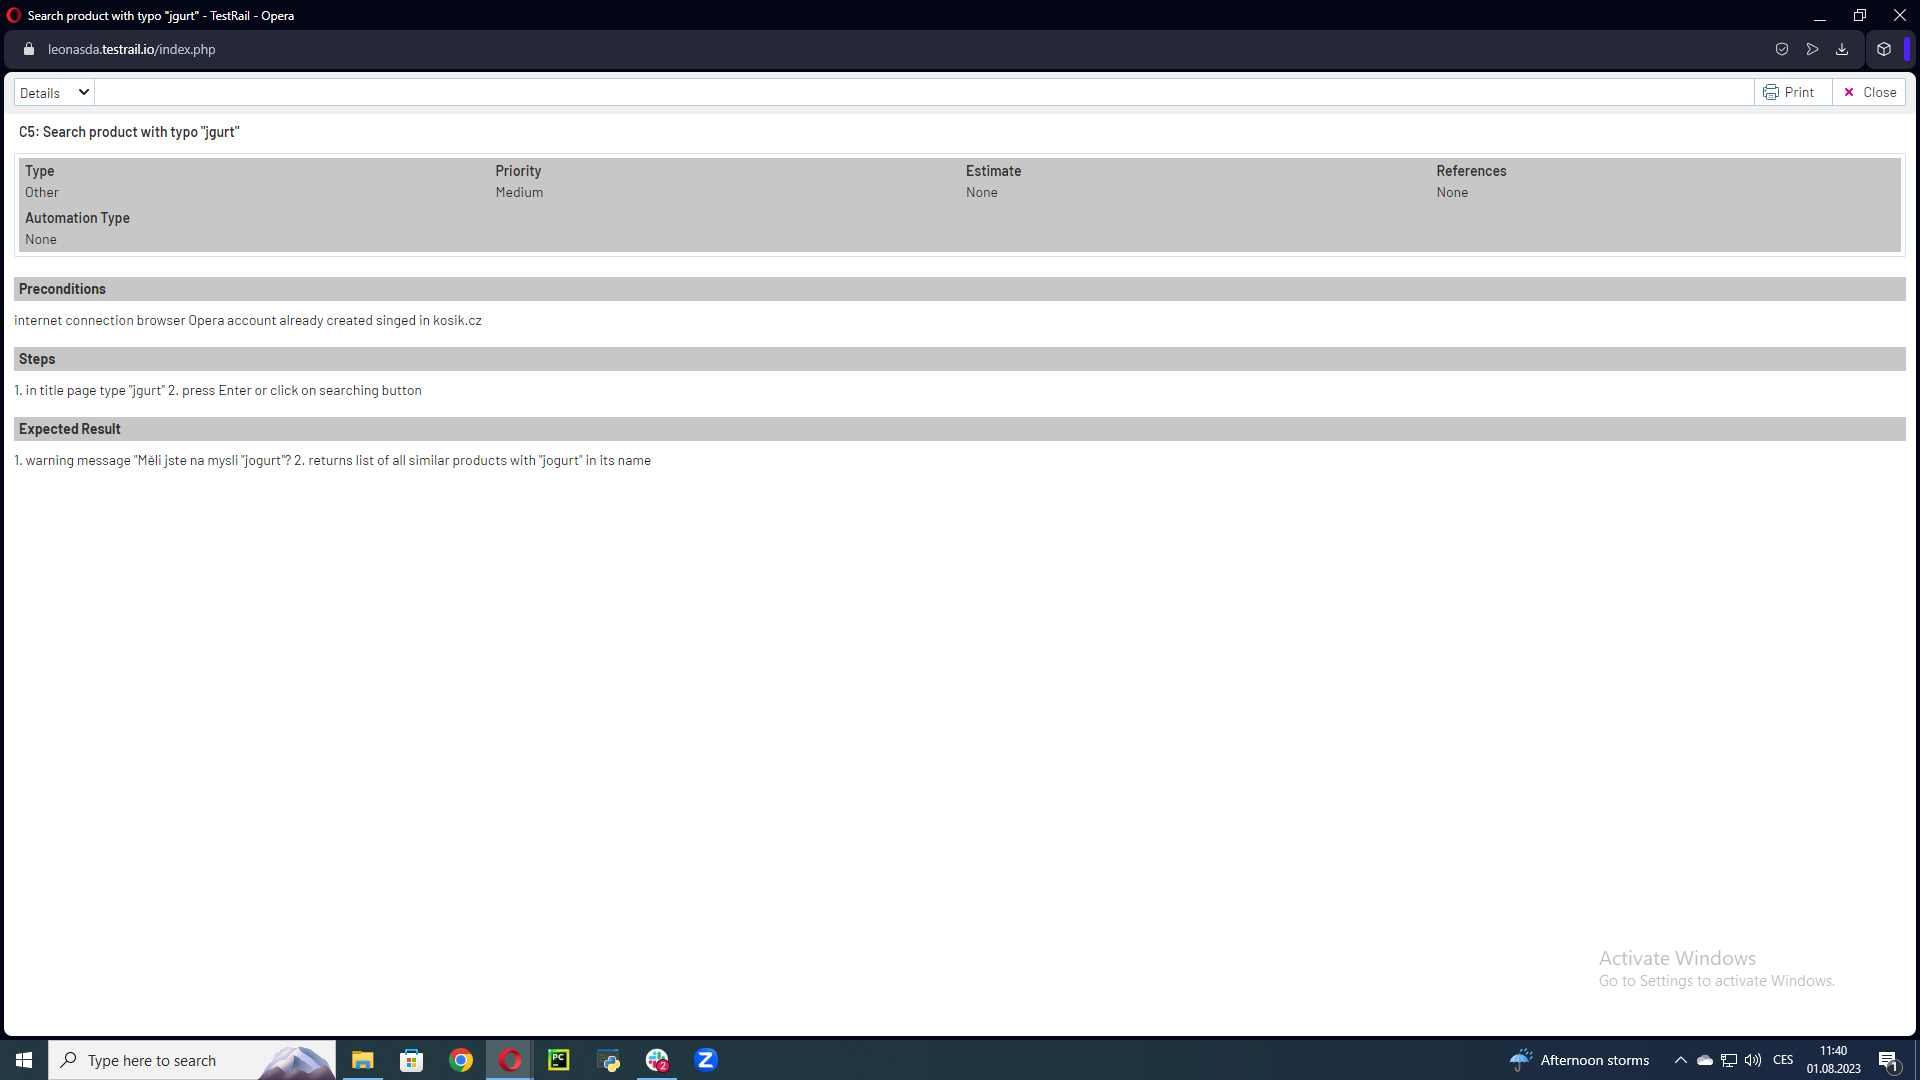 Search product with typo "jgurt" - TestRail - Opera
leonasda.testrail.io/index.php
Details
Print
Close
C5: Search product with typo "jgurt"
Type Priority Estimate References
Other Medium None None
Automation Type
None
Preconditions
internet connection browser Opera account already created singed in kosik.cz
Steps
1. in title page type "jgurt" 2. press Enter or click on searching button
Expected Result
1. warning message "Měli jste na mysli "jogurt"? 2. returns list of all similar products with "jogurt" in its name
Activate Windows
Go to Settings to activate Windows.
Type here to search
PC
2
Z
Afternoon storms
CES
11:40
01.08.2023
1